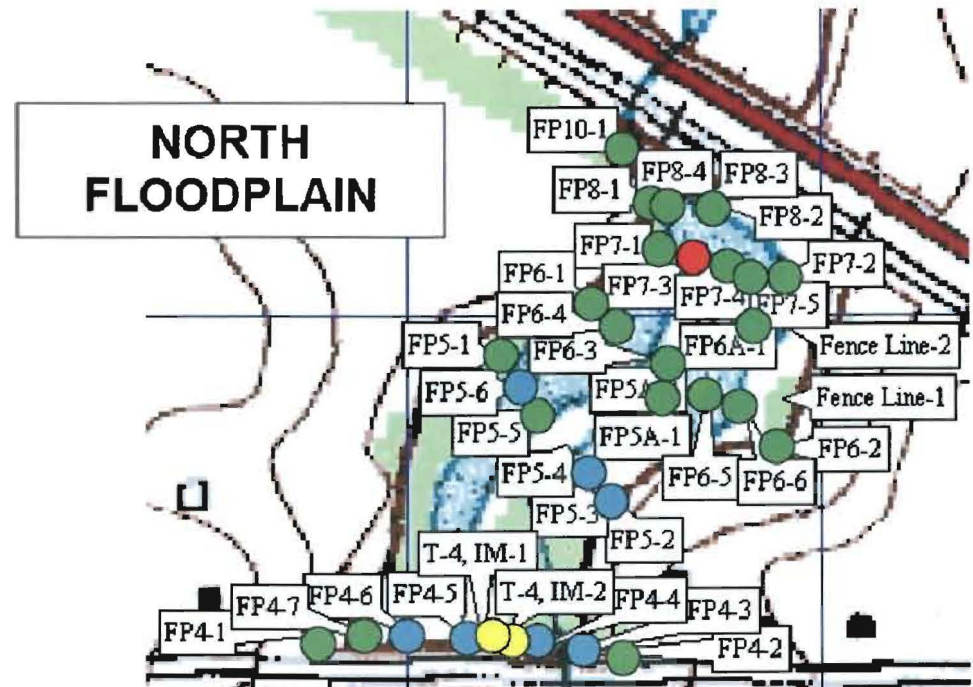 NORTH
FLOODPLAIN
FP10-1
FP8-4
FP8-3
FP8-1
FP8-2
FP7-1
FP7-2
FP6-1
FP7-3
FP7-4
FP7-5
FP6-4
FP5-1
FP6-3
FP6A-1
Fence Line-2
FP5-6
Fence Line-1
FP5-5
FP5A-1
FP6-2
FP5-4
FP6-5
FP6-6
FP5-3
FP5-2
T-4, IM-1
T-4, IM-2
FP4-7
FP4-6
FP4-5
FP4-4
FP4-3
FP4-1
FP4-2